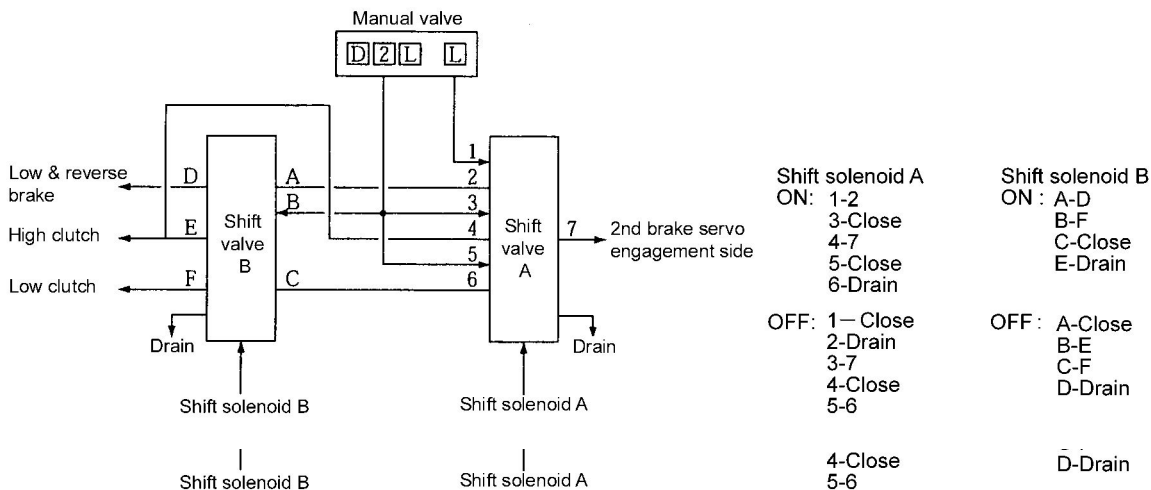 Manual valve
D 2 L L
1
Low & reverse
brake
D
A
2
B
3
High clutch
E
Shift
valve
B
4
Shift
valve
A
7
2nd brake servo
engagement side
5
Low clutch
F
C
6
Drain
Drain
Shift solenoid B
Shift solenoid A
Shift solenoid B
Shift solenoid A
Shift solenoid A
ON: 1-2
3-Close
4-7
5-Close
6-Drain
OFF: 1-Close
2-Drain
3-7
4-Close
5-6
4-Close
5-6
Shift solenoid B
ON : A-D
B-F
C-Close
E-Drain
OFF : A-Close
B-E
C-F
D-Drain
D-Drain